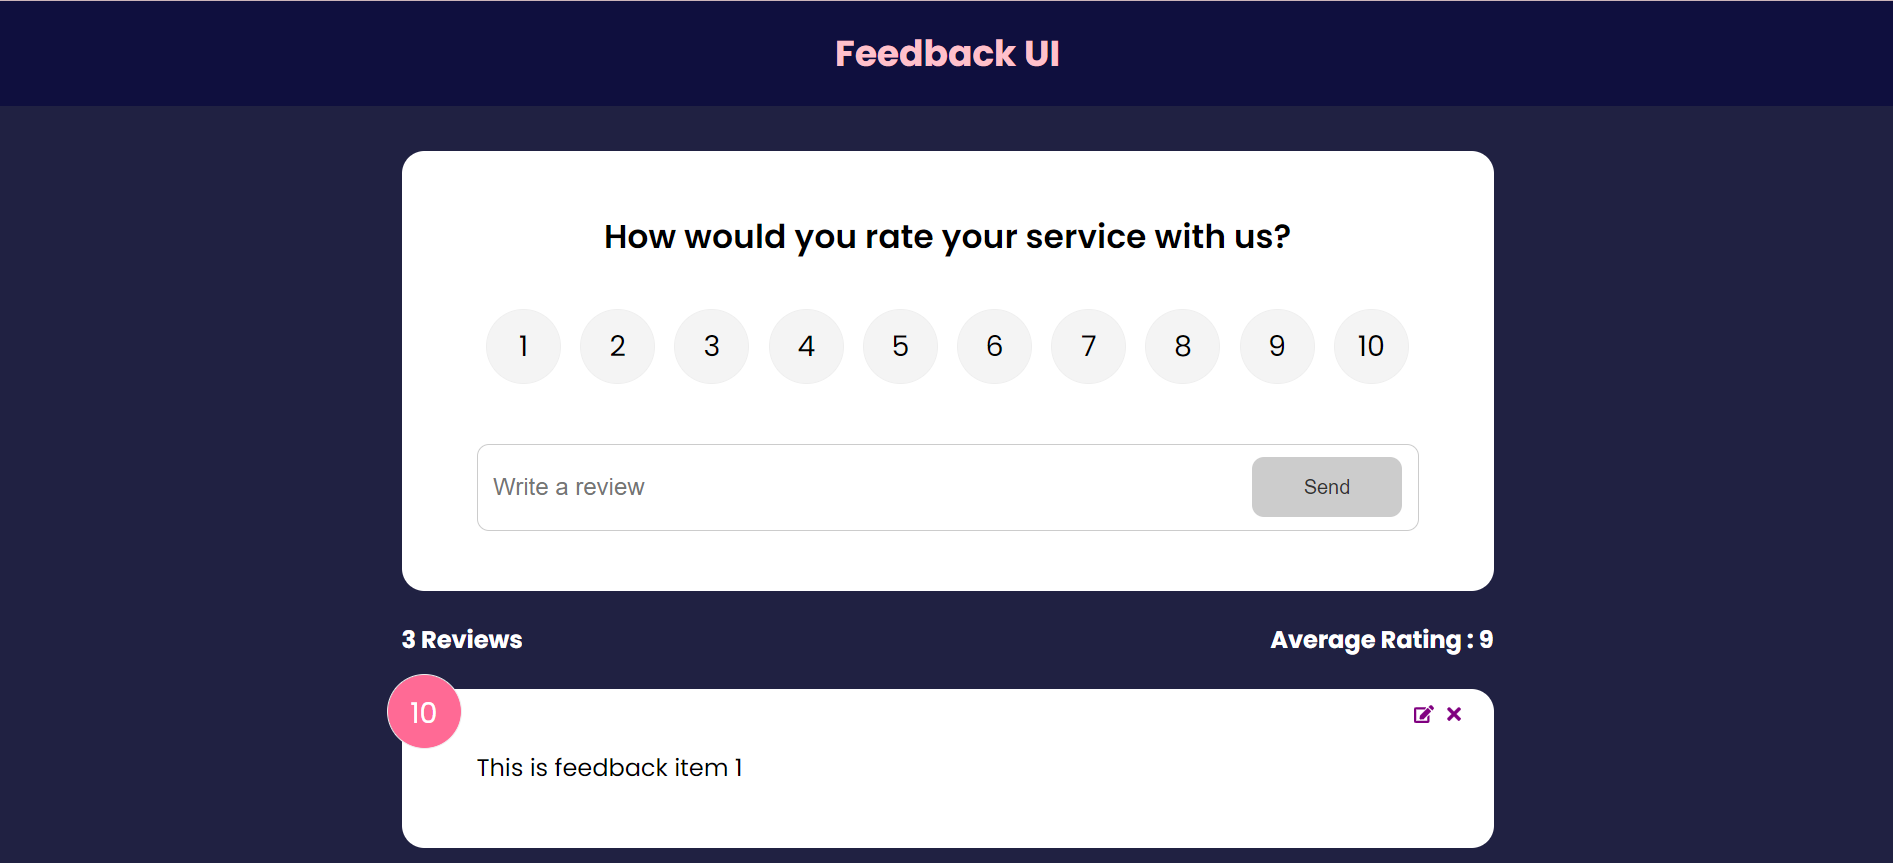 Feedback UI
How would you rate your service with us?
1 2 3 4 5 6 7 8 9 10
Write a review
Send
3 Reviews
Average Rating : 9
10
This is feedback item 1